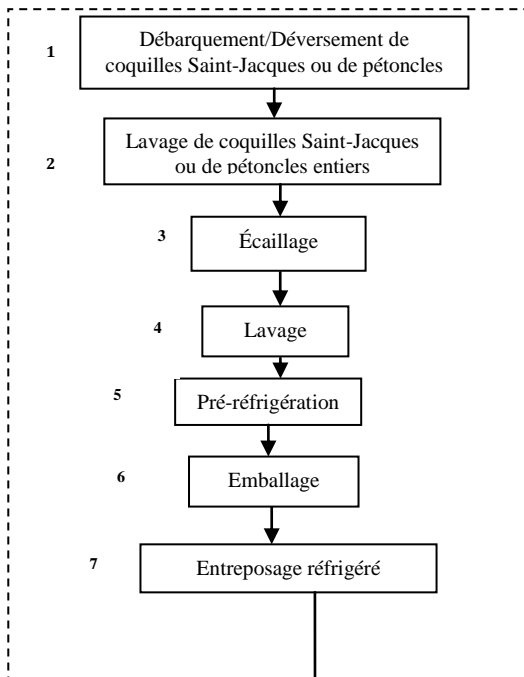 1
Débarquement/Déversement de
coquilles Saint-Jacques ou de pétoncles
2
Lavage de coquilles Saint-Jacques
ou de pétoncles entiers
3
Écaillage
4
Lavage
5
Pré-réfrigération
6
Emballage
7
Entreposage réfrigéré